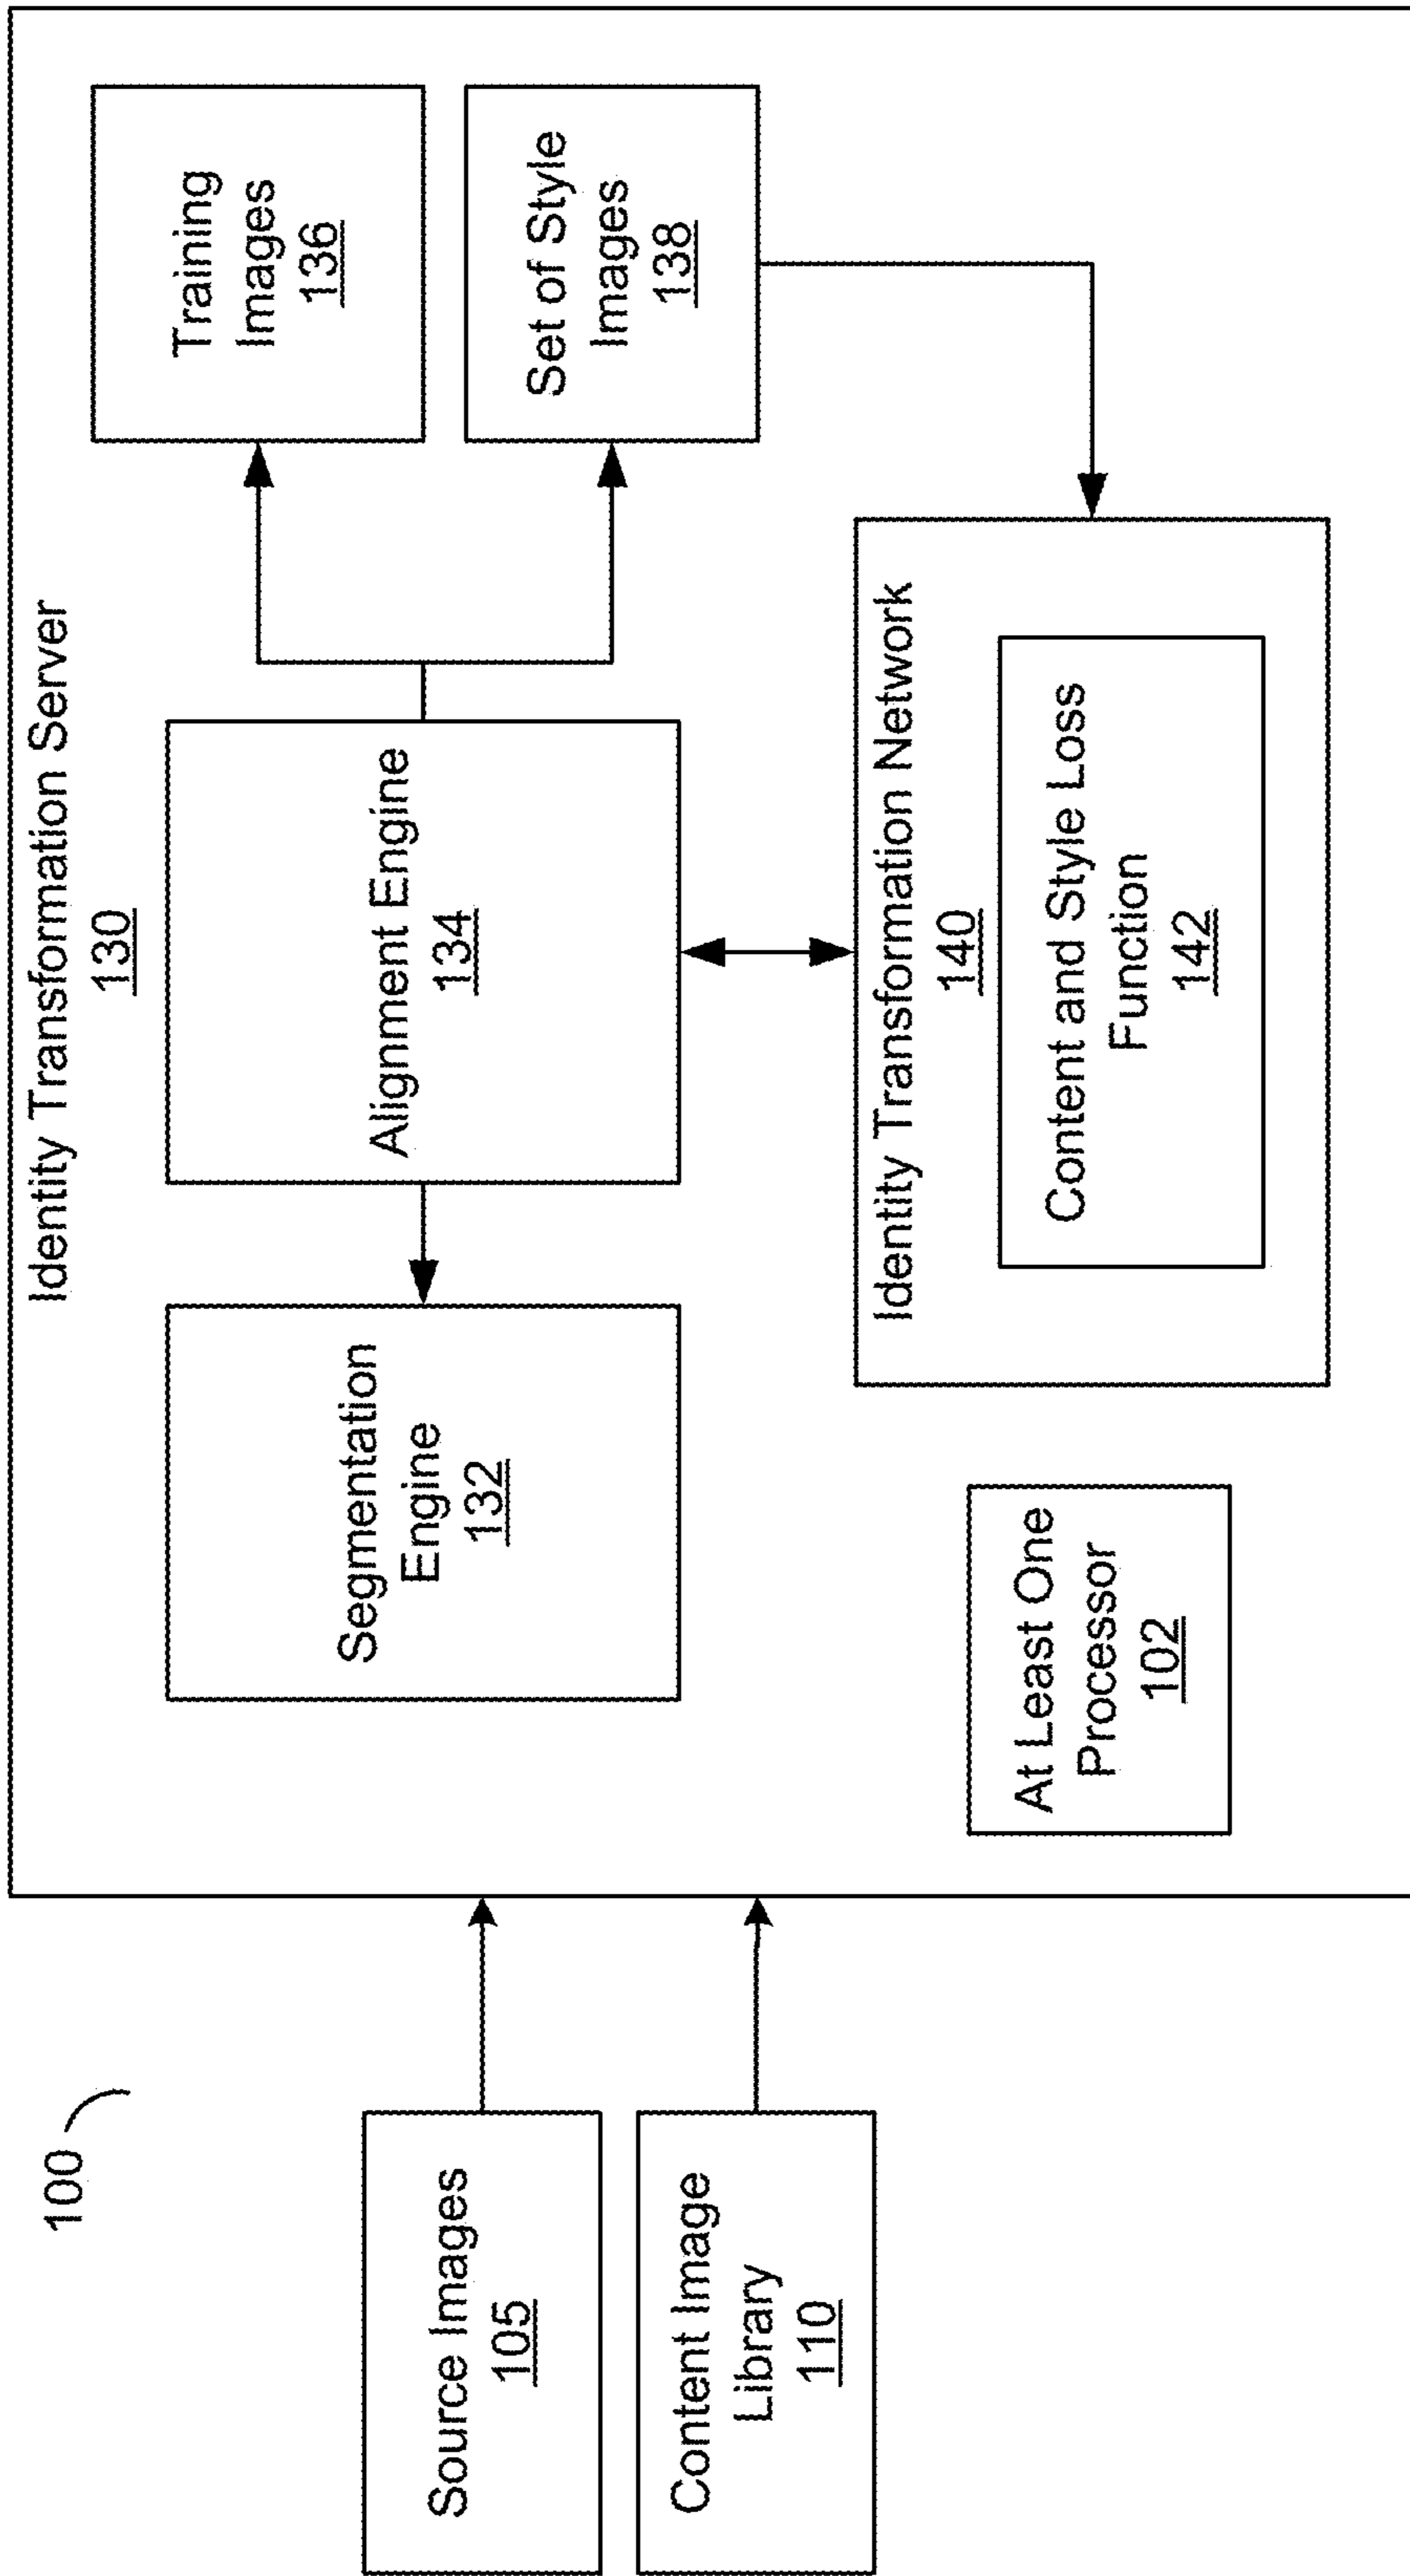 100
Source Images
105
Content Image
Library
110
Identity Transformation Server
130
Segmentation
Engine
132
Alignment Engine
134
Training
Images
136
Set of Style
Images
138
At Least One
Processor
102
Identity Transformation Network
140
Content and Style Loss
Function
142